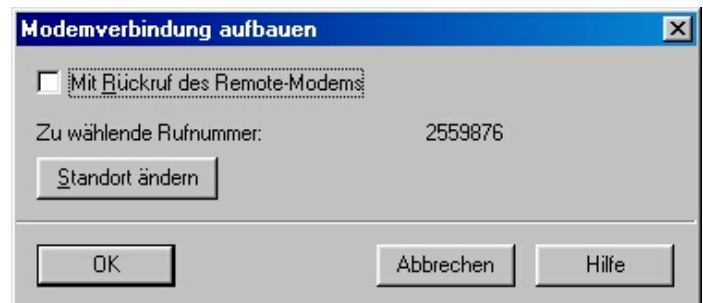 Modemverbindung aufbauen
Mit Rückruf des Remote-Modems
Zu wählende Rufnummer: 2559876
Standort ändern
OK Abbrechen Hilfe